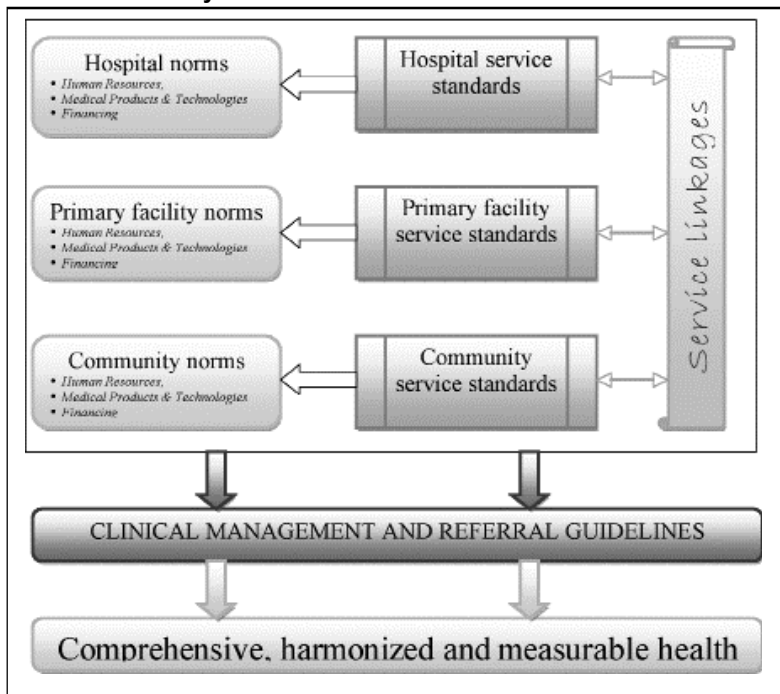 Hospital norms
• Human Resources,
• Medical Products & Technologies
• Financing
Hospital service
standards
Primary facility norms
• Human Resources,
• Medical Products & Technologies
• Financing
Primary facility
service standards
Community norms
• Human Resources,
• Medical Products & Technologies
• Financing
Community
service standards
Service linkages
CLINICAL MANAGEMENT AND REFERRAL GUIDELINES
Comprehensive, harmonized and measurable health